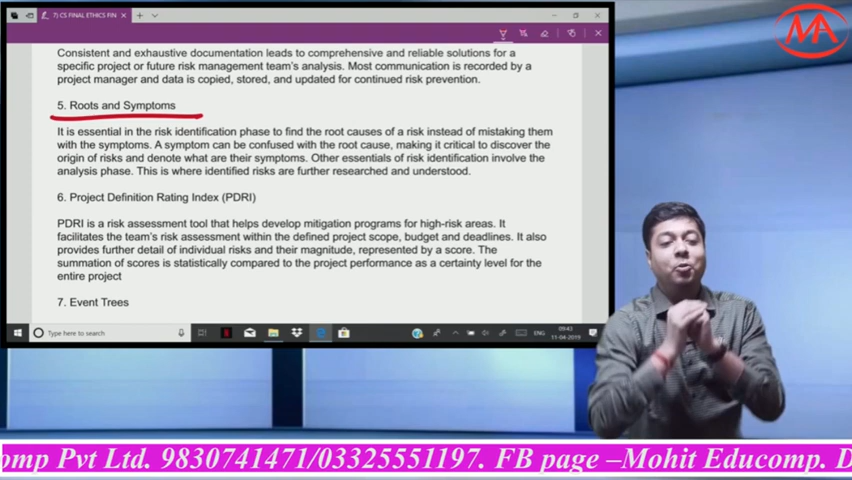 7) CS FINAL ETHICS FIN
MA
Consistent and exhaustive documentation leads to comprehensive and reliable solutions for a
specific project or future risk management team's analysis. Most communication is recorded by a
project manager and data is copied, stored, and updated for continued risk prevention.
5. Roots and Symptoms
It is essential in the risk identification phase to find the root causes of a risk instead of mistaking them
with the symptoms. A symptom can be confused with the root cause, making it critical to discover the
origin of risks and denote what are their symptoms. Other essentials of risk identification involve the
analysis phase. This is where identified risks are further researched and understood.
6. Project Definition Rating Index (PDRI)
PDRI is a risk assessment tool that helps develop mitigation programs for high-risk areas. It
facilitates the team's risk assessment within the defined project scope, budget and deadlines. It also
provides further detail of individual risks and their magnitude, represented by a score. The
summation of scores is statistically compared to the project performance as a certainty level for the
entire project
7. Event Trees
Type here to search
ENG
09:43
11-04-2019
omp Pvt Ltd. 9830741471/03325551197. FB page –Mohit Educomp. D